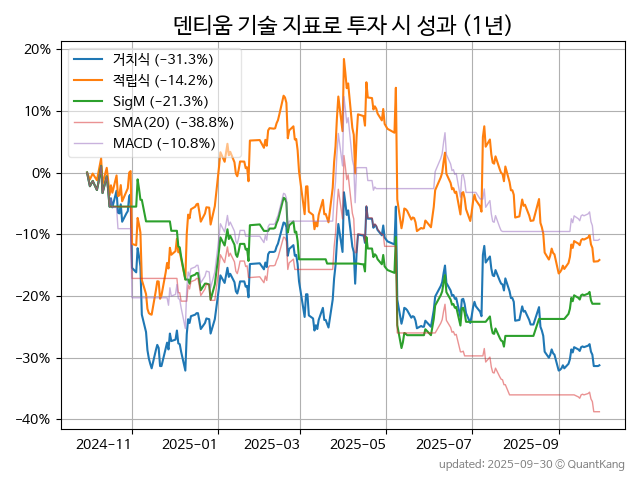 덴티움 기술 지표로 투자 시 성과 (1년)
20%
10%
0%
−10%
−20%
−30%
−40%
거치식 (−31.3%)
적립식 (−14.2%)
SigM (−21.3%)
SMA(20) (−38.8%)
MACD (−10.8%)
2024-11
2025-01
2025-03
2025-05
2025-07
2025-09
updated: 2025-09-30 © QuantKang